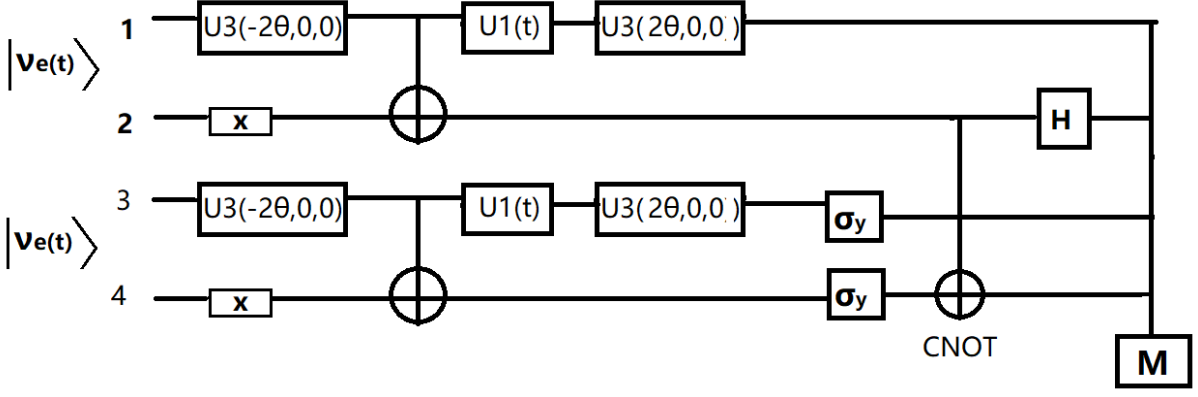 1 U3(-2θ,0,0) U1(t) U3(2θ,0,0)
|νe(t)⟩
2 x H
3 U3(-2θ,0,0) U1(t) U3(2θ,0,0)
σy
|νe(t)⟩
4 x σy
CNOT
M